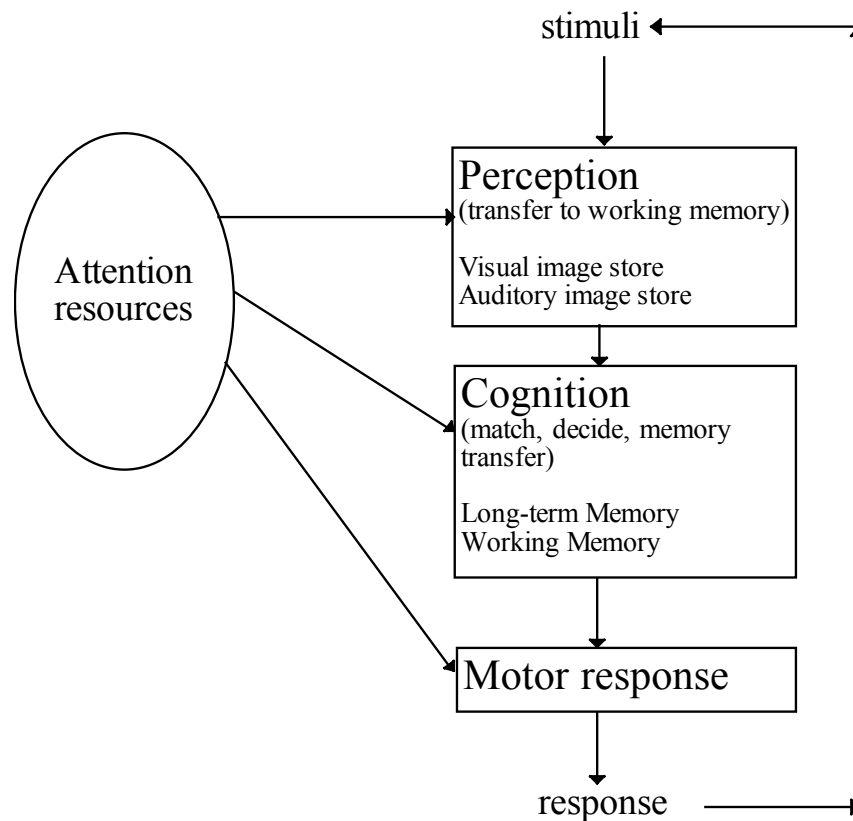 stimuli
Perception
(transfer to working memory)
Visual image store
Auditory image store
Attention
resources
Cognition
(match, decide, memory
transfer)
Long-term Memory
Working Memory
Motor response
response